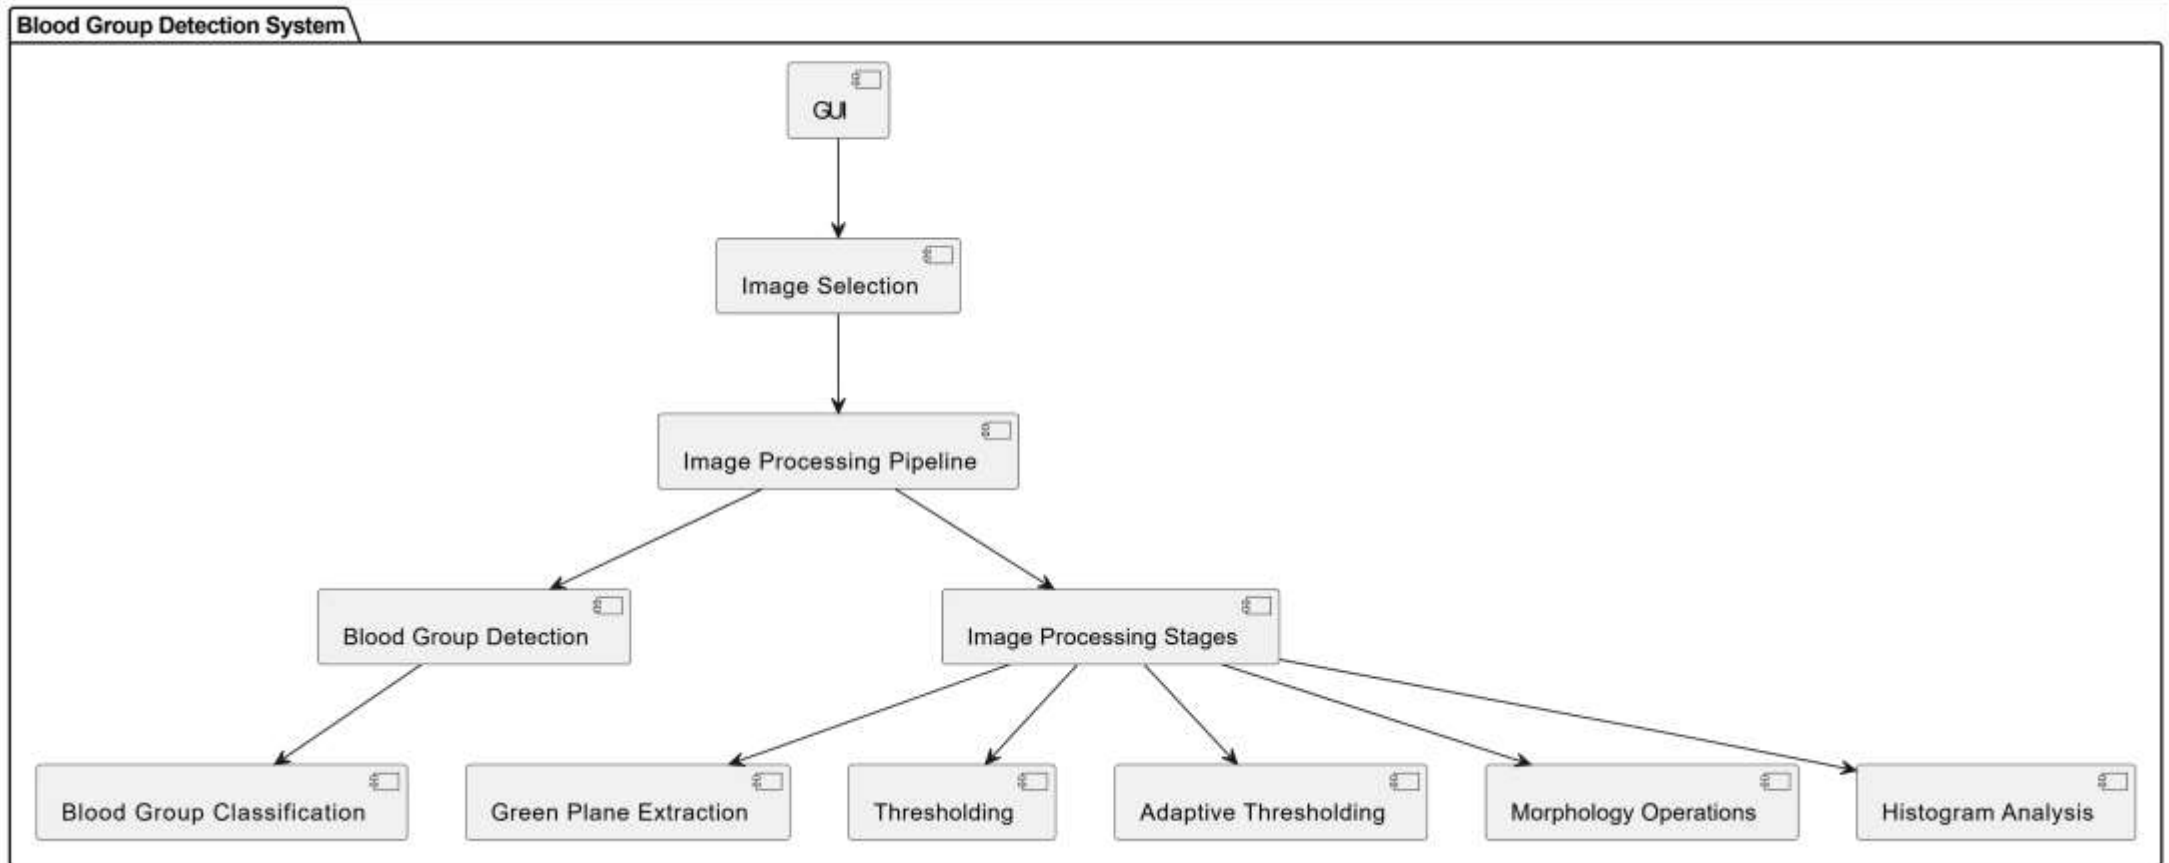 Blood Group Detection System
GUI
Image Selection
Image Processing Pipeline
Blood Group Detection
Image Processing Stages
Blood Group Classification
Green Plane Extraction
Thresholding
Adaptive Thresholding
Morphology Operations
Histogram Analysis